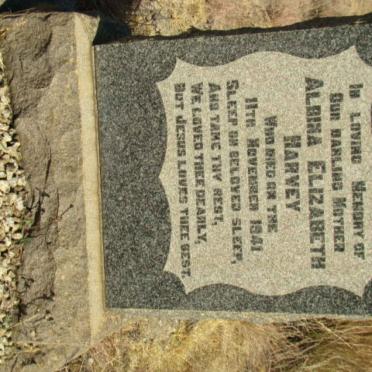 IN LOVING MEMORY OF
OUR DARLING MOTHER
ALBINA ELIZABETH
HARVEY
WHO DIED ON THE
11TH NOVEMBER 1941
SLEEP ON BELOVED SLEEP,
AND TAKE THY REST,
WE LOVED THEE DEARLY,
BUT JESUS LOVES THEE BEST.